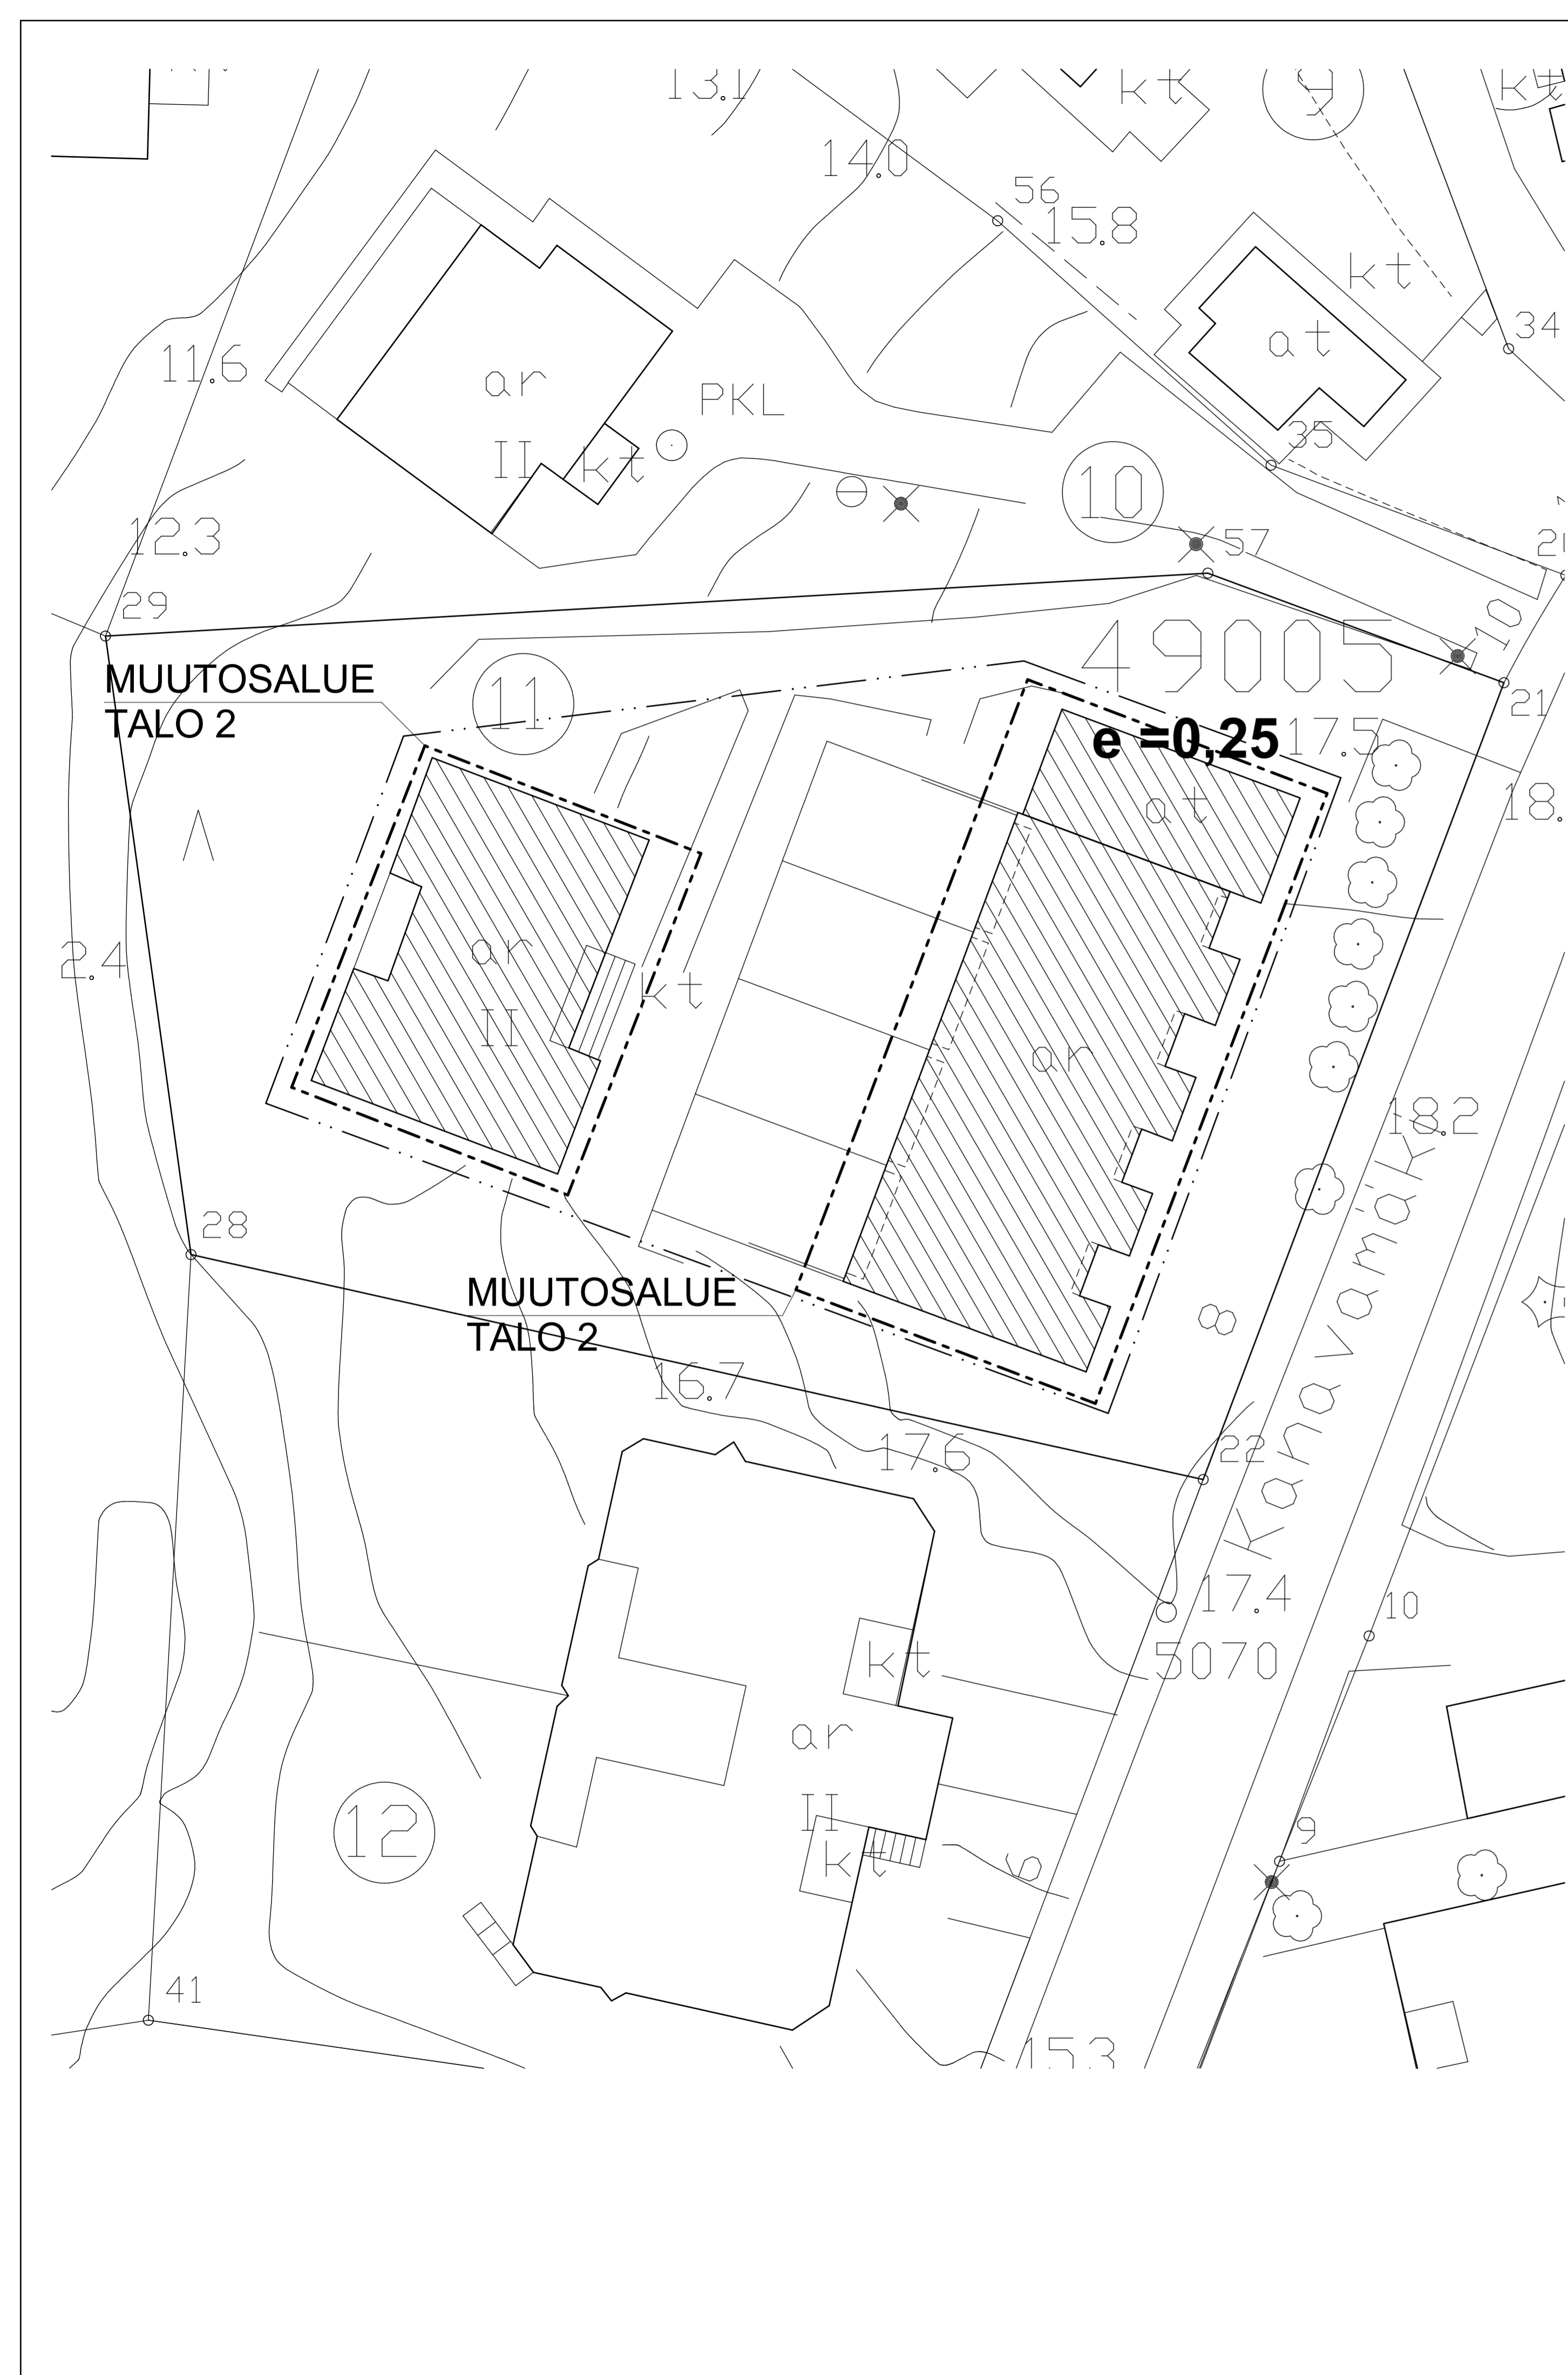 13.1
kt
9
14.0
56
15.8
kt
34
11.6
ar
PKL
at
35
II kt
10
12.3
57
29
10
49005
MUUTOSALUE
TALO 2
11
21
e =0,25
17.5
at
18.
2.4
ar
kt
II
ar
18.2
28
MUUTOSALUE
TALO 2
8
Kanavamäki
16.7
17.6
22
17.4
10
5070
kt
ar
II
12
kt
6
9
41
153